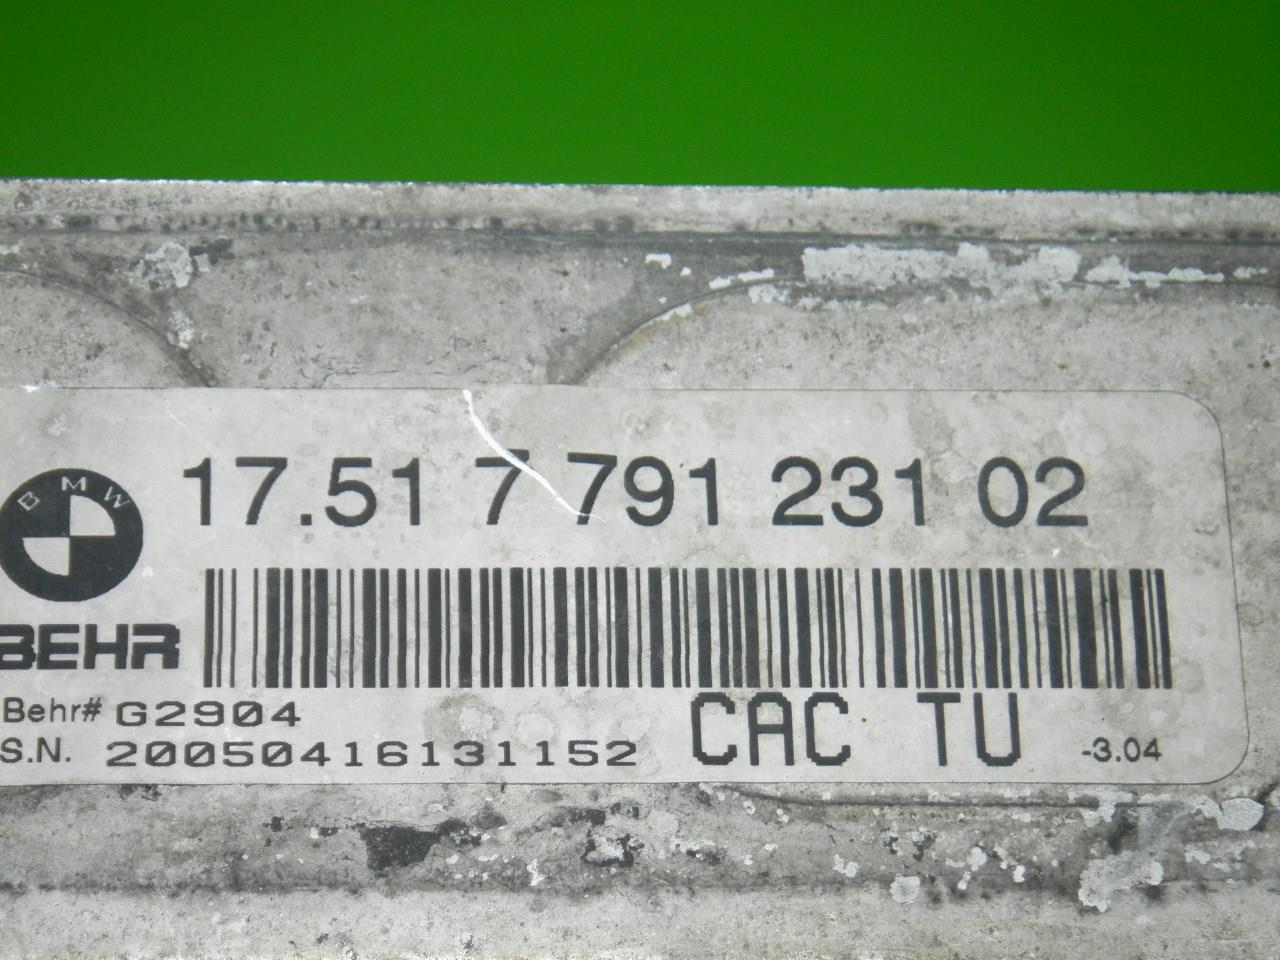 17.51 7 791 231 02
BMW
BEHR
Behr# G2904
S.N. 20050416131152
CAC TU
-3.04